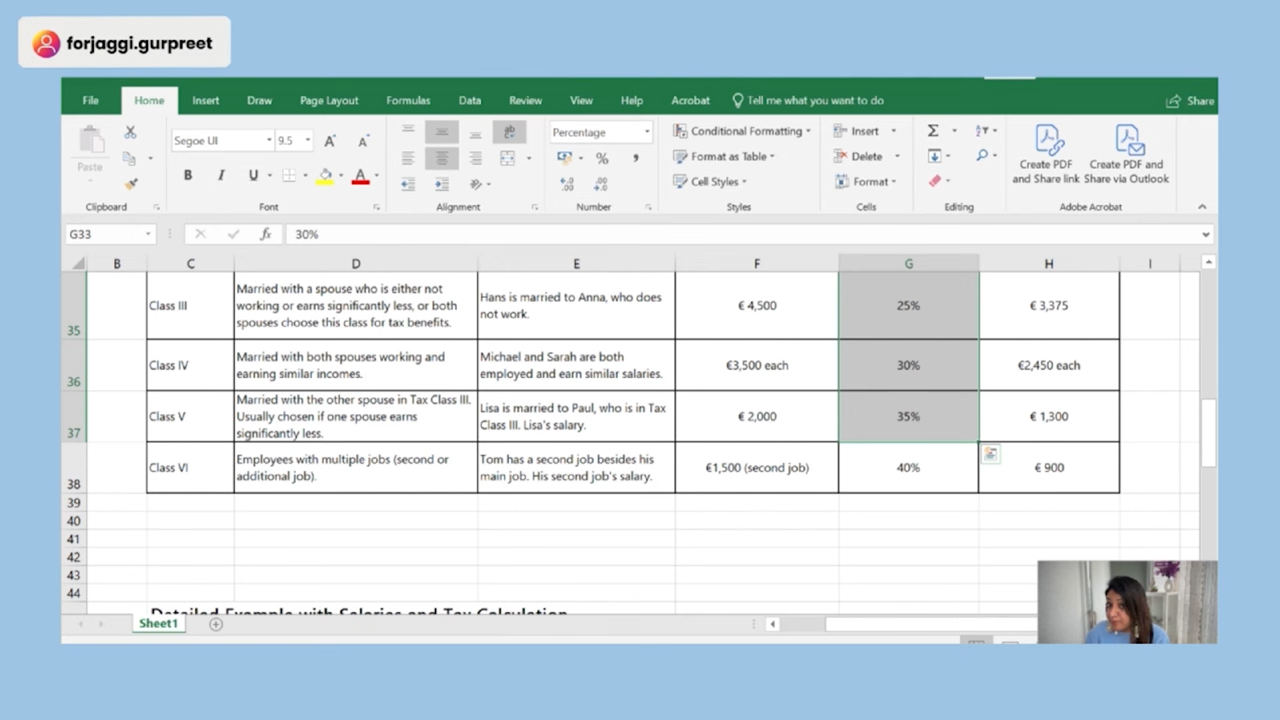 forjaggi.gurpreet
File Home Insert Draw Page Layout Formulas Data Review View Help Acrobat Tell me what you want to do Share
Paste
Segoe UI 9.5
B I U A
Percentage
%
Conditional Formatting
Format as Table
Cell Styles
Insert
Delete
Format
Create PDF and Share link
Create PDF and Share via Outlook
Clipboard Font Alignment Number Styles Cells Editing Adobe Acrobat
G33 fx 30%
B C D E F G H I
35 Class III
Married with a spouse who is either not
working or earns significantly less, or both
spouses choose this class for tax benefits.
Hans is married to Anna, who does
not work.
€ 4,500 25% € 3,375
36 Class IV
Married with both spouses working and
earning similar incomes.
Michael and Sarah are both
employed and earn similar salaries.
€3,500 each 30% €2,450 each
37 Class V
Married with the other spouse in Tax Class III.
Usually chosen if one spouse earns
significantly less.
Lisa is married to Paul, who is in Tax
Class III. Lisa's salary.
€ 2,000 35% € 1,300
38 Class VI
Employees with multiple jobs (second or
additional job).
Tom has a second job besides his
main job. His second job's salary.
€1,500 (second job) 40% € 900
39
40
41
42
43
44
Detailed Example with Salaries and Tax Calculation
Sheet1